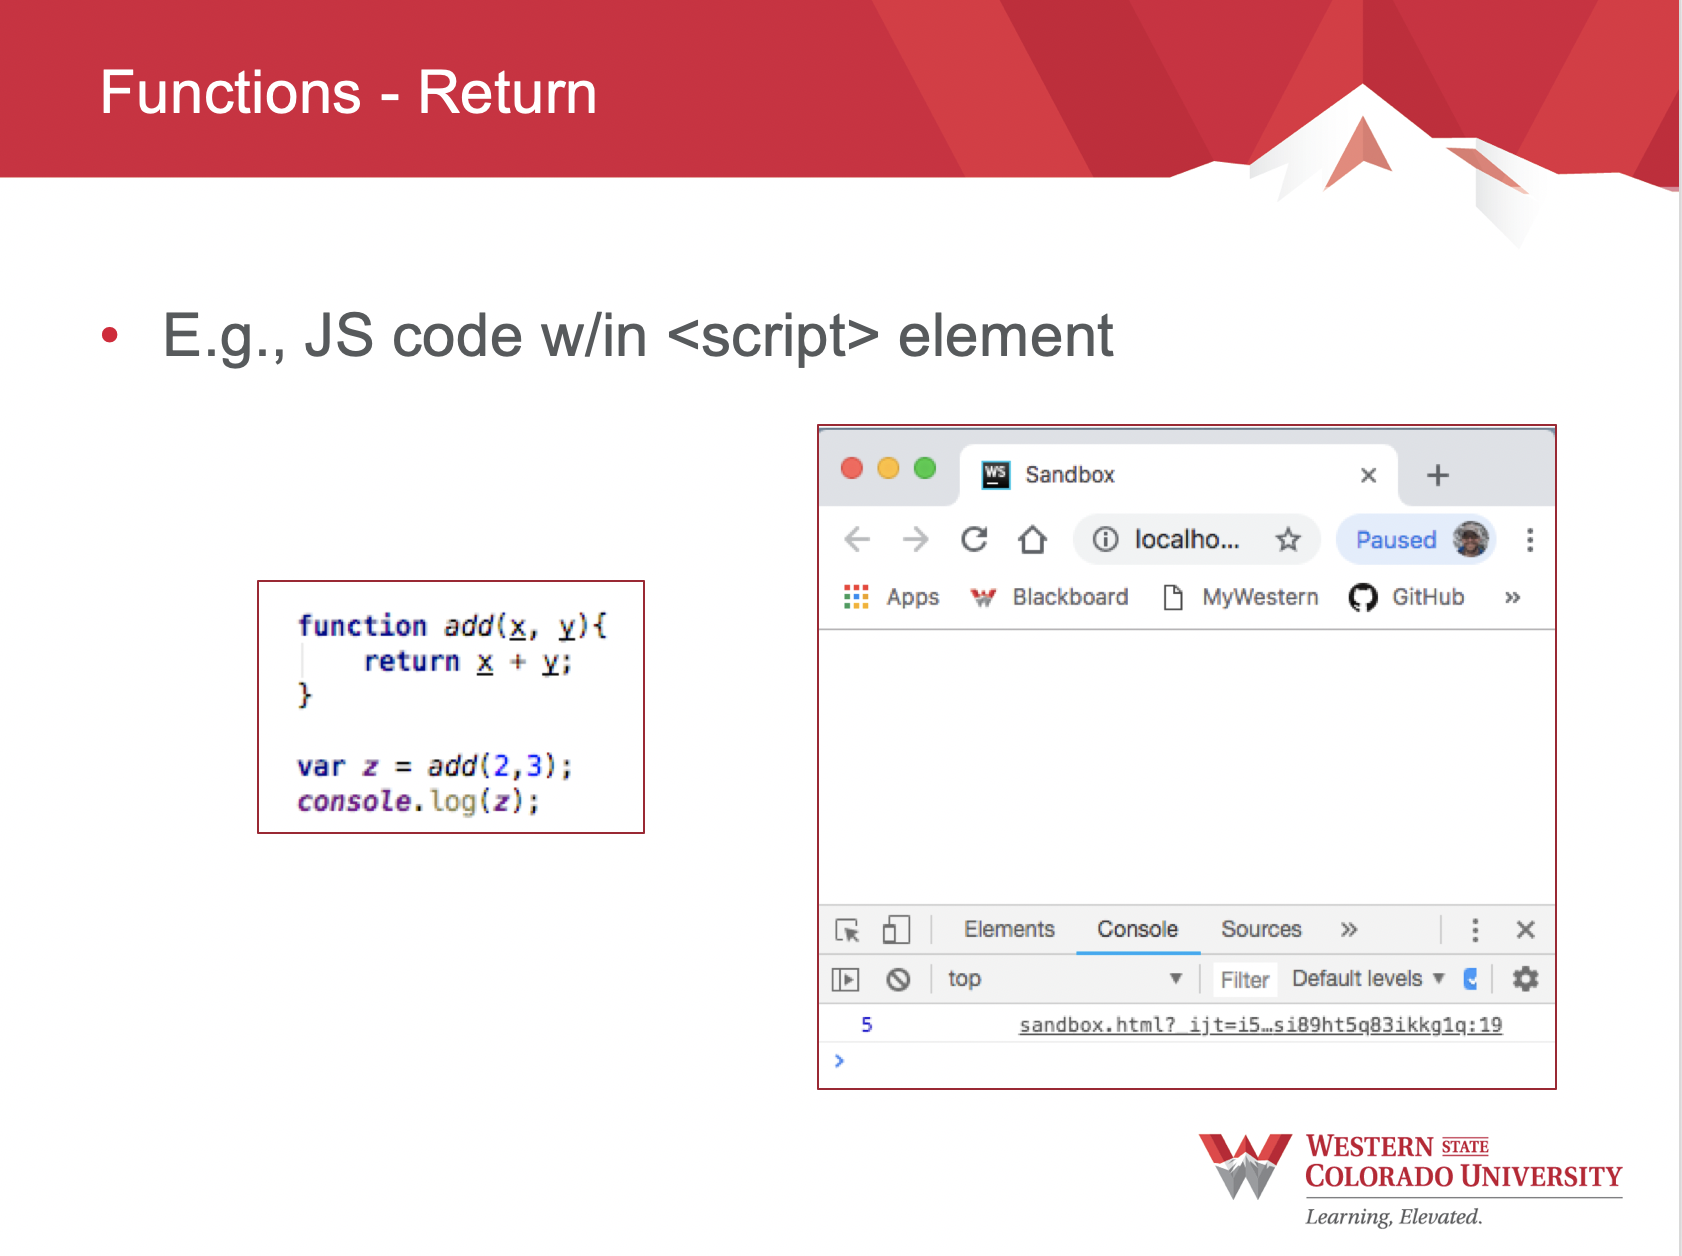 Functions - Return
• E.g., JS code w/in <script> element
function add(x, y){
return x + y;
}
var z = add(2,3);
console.log(z);
WS Sandbox
localho... Paused
Apps Blackboard MyWestern GitHub »
Elements Console Sources »
top Filter Default levels
5 sandbox.html?_ijt=i5…si89ht5q83ikkg1q:19
>
WESTERN STATE
COLORADO UNIVERSITY
Learning, Elevated.